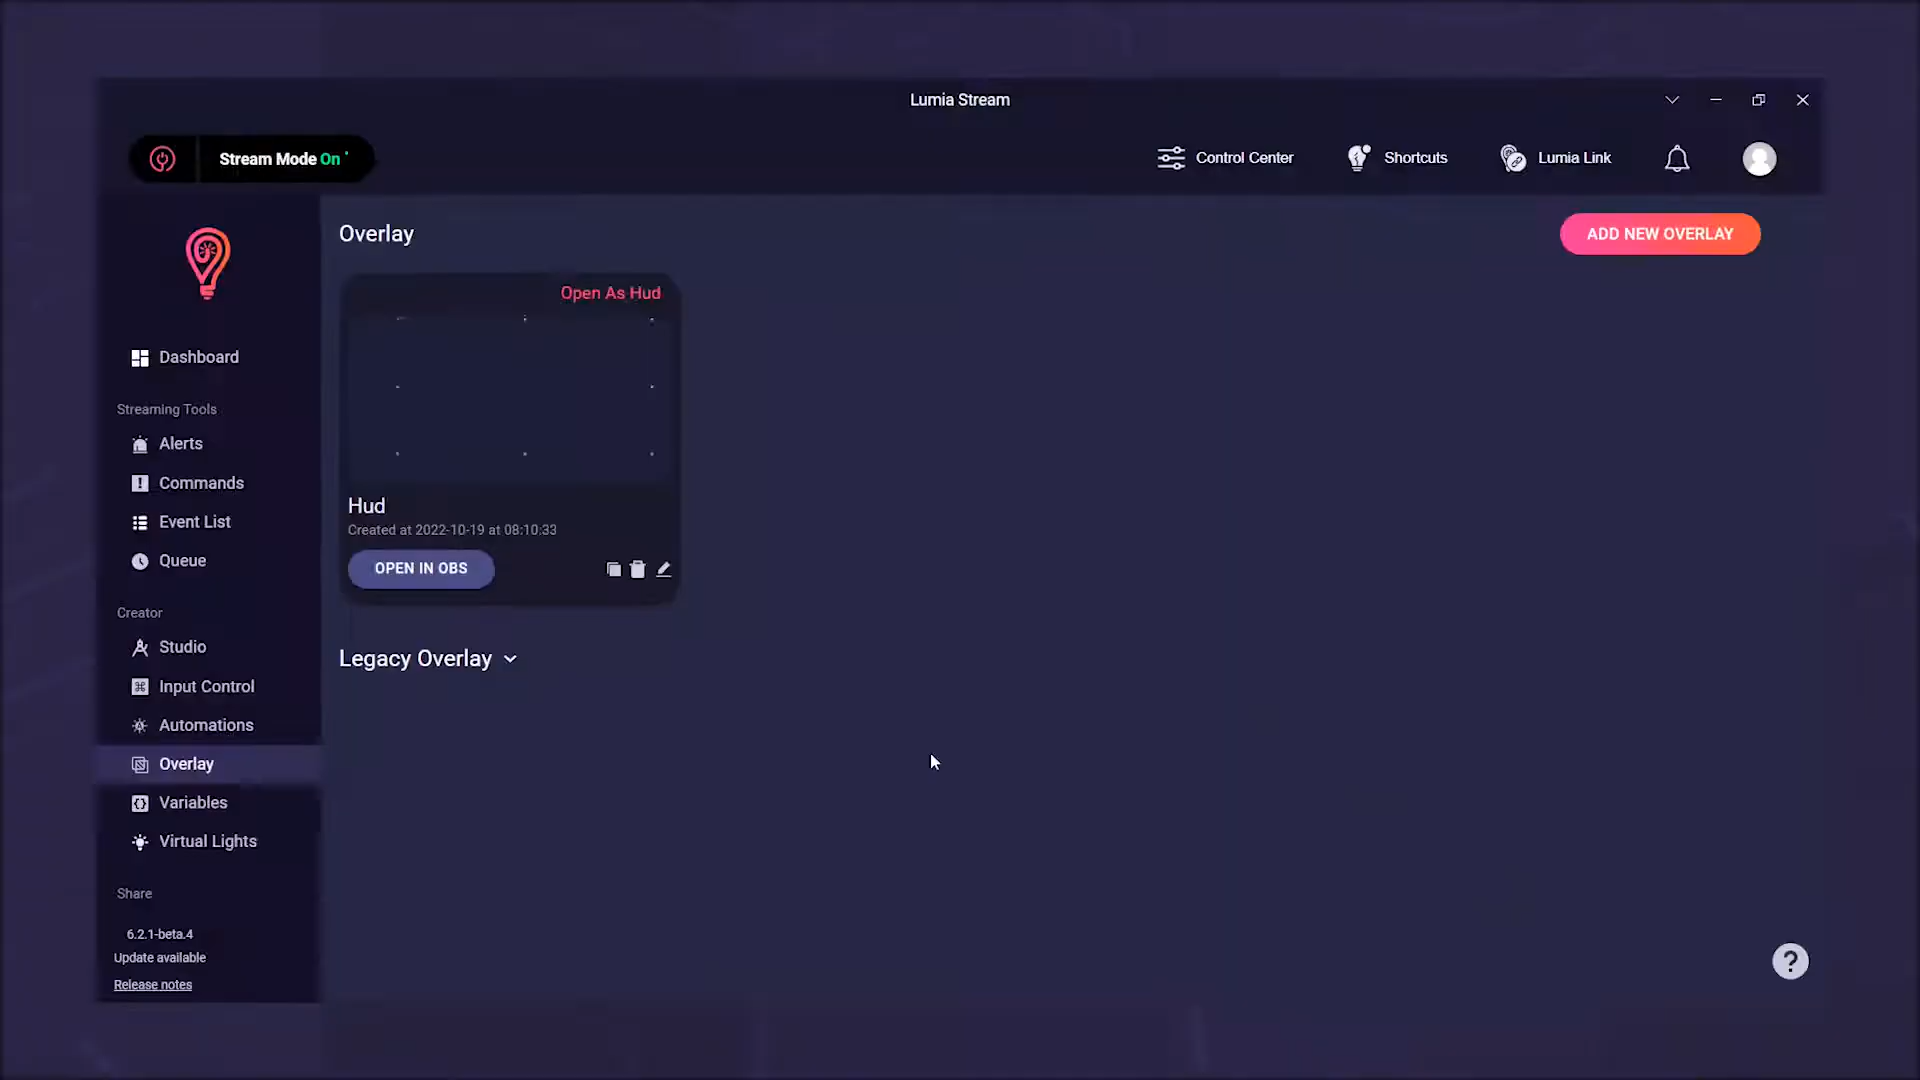 Lumia Stream
Stream Mode On
Control Center
Shortcuts
Lumia Link
Overlay
ADD NEW OVERLAY
Open As Hud
Hud
Created at 2022-10-19 at 08:10:33
OPEN IN OBS
Legacy Overlay
Dashboard
Streaming Tools
Alerts
Commands
Event List
Queue
Creator
Studio
Input Control
Automations
Overlay
Variables
Virtual Lights
Share
6.2.1-beta.4
Update available
Release notes
?